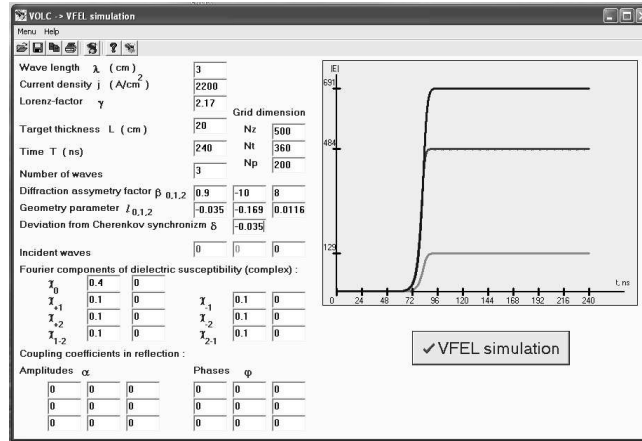 VOLC -> VFEL simulation
Menu Help
Wave length λ ( cm ) 3
Current density j ( A/cm² ) 2200
Lorenz-factor γ 2.17
Grid dimension
Target thickness L ( cm ) 20 Nz 500
Time T ( ns ) 240 Nt 360
Number of waves 3 Np 200
Diffraction assymetry factor β 0,1,2 0.9 -10 8
Geometry parameter l 0,1,2 -0.035 -0.169 0.0116
Deviation from Cherenkov synchronizm δ -0.035
Incident waves 0 0 0
Fourier components of dielectric susceptibility (complex) :
χ 0 0.4 0
χ +1 0.1 0 χ -1 0.1 0
χ +2 0.1 0 χ -2 0.1 0
χ 1-2 0.1 0 χ 2-1 0.1 0
Coupling coefficients in reflection :
Amplitudes α Phases φ
0 0 0 0 0 0
0 0 0 0 0 0
0 0 0 0 0 0
|E|
691
484
129
t, ns
0 24 48 72 96 120 144 168 192 216 240
VFEL simulation